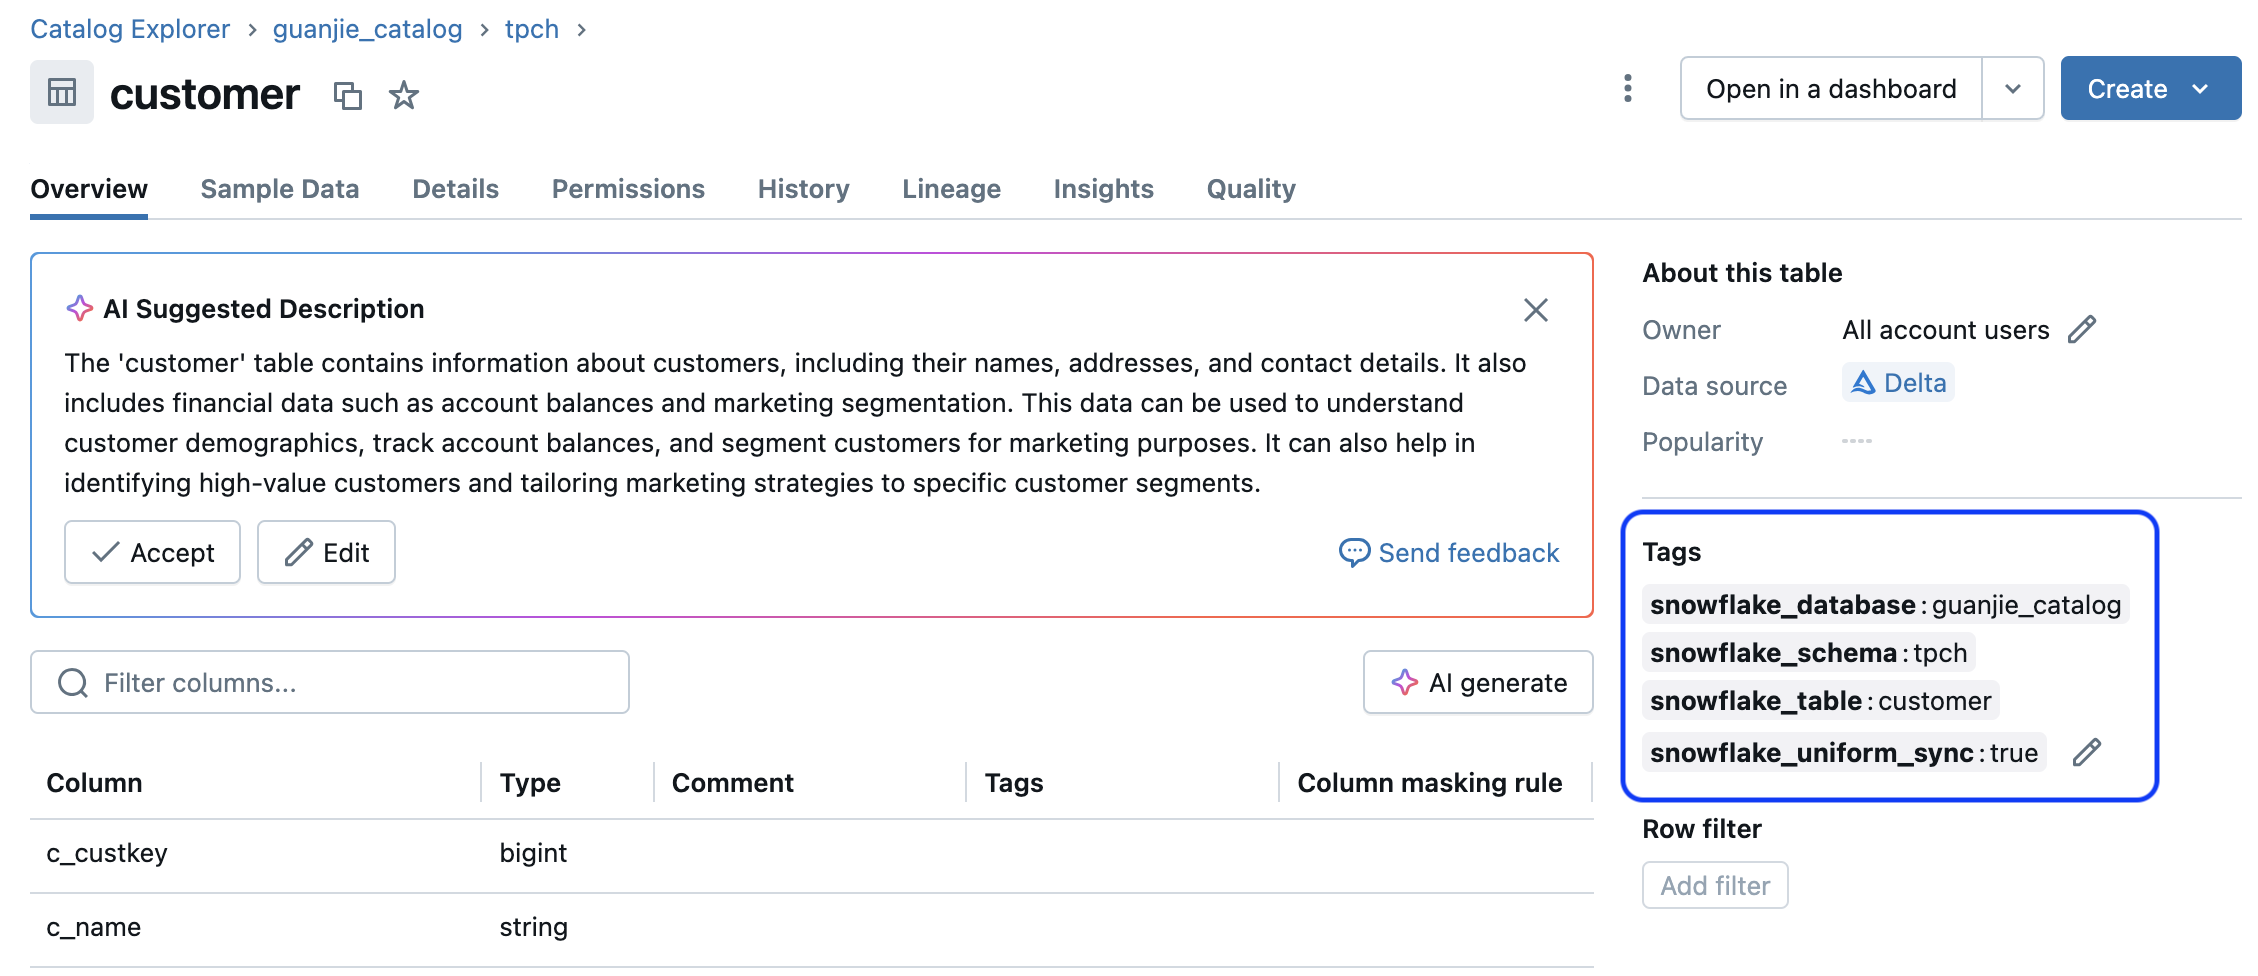 Catalog Explorer > guanjie_catalog > tpch >
customer
Open in a dashboard
Create
Overview Sample Data Details Permissions History Lineage Insights Quality
AI Suggested Description
The 'customer' table contains information about customers, including their names, addresses, and contact details. It also
includes financial data such as account balances and marketing segmentation. This data can be used to understand
customer demographics, track account balances, and segment customers for marketing purposes. It can also help in
identifying high-value customers and tailoring marketing strategies to specific customer segments.
Accept Edit Send feedback
Filter columns... AI generate
Column Type Comment Tags Column masking rule
c_custkey bigint
c_name string
About this table
Owner All account users
Data source Delta
Popularity ----
Tags
snowflake_database : guanjie_catalog
snowflake_schema : tpch
snowflake_table : customer
snowflake_uniform_sync : true
Row filter
Add filter